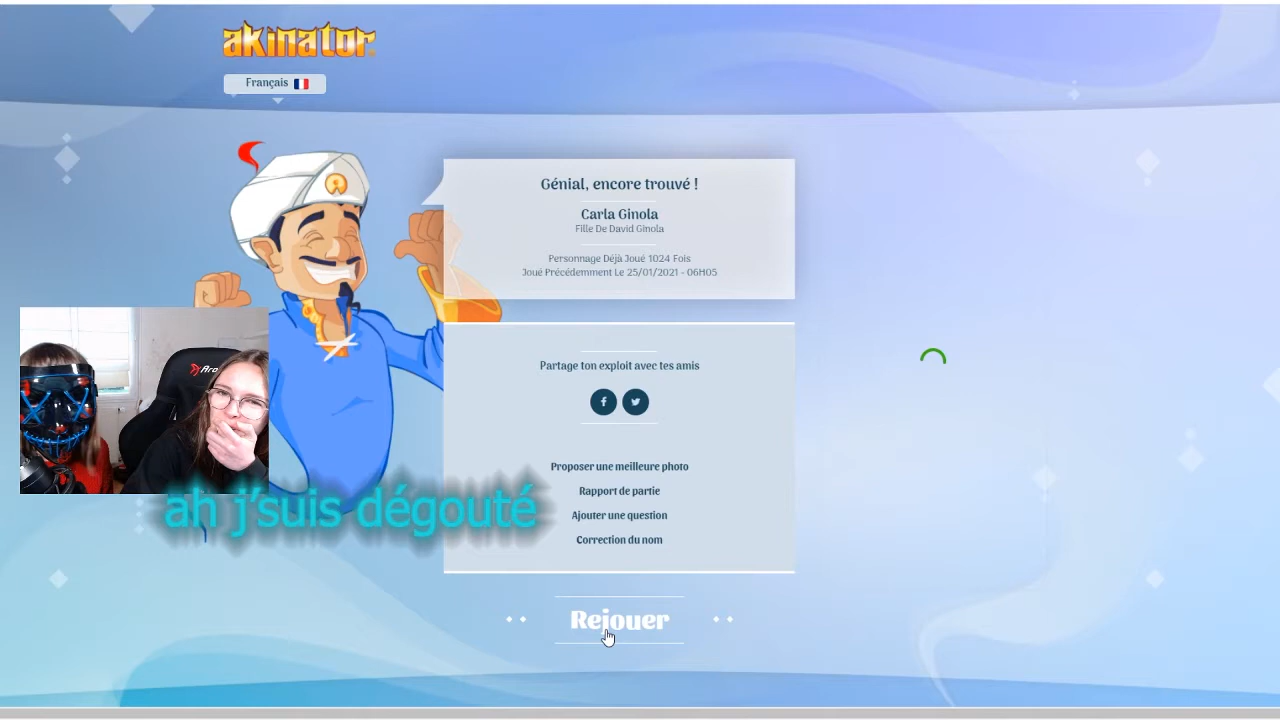 akinator
Français
Génial, encore trouvé !
Carla Ginola
Fille De David Ginola
Personnage Déjà Joué 1024 Fois
Joué Précédemment Le 25/01/2021 - 06H05
Partage ton exploit avec tes amis
Proposer une meilleure photo
Rapport de partie
ah j'suis dégouté
Ajouter une question
Correction du nom
Rejouer